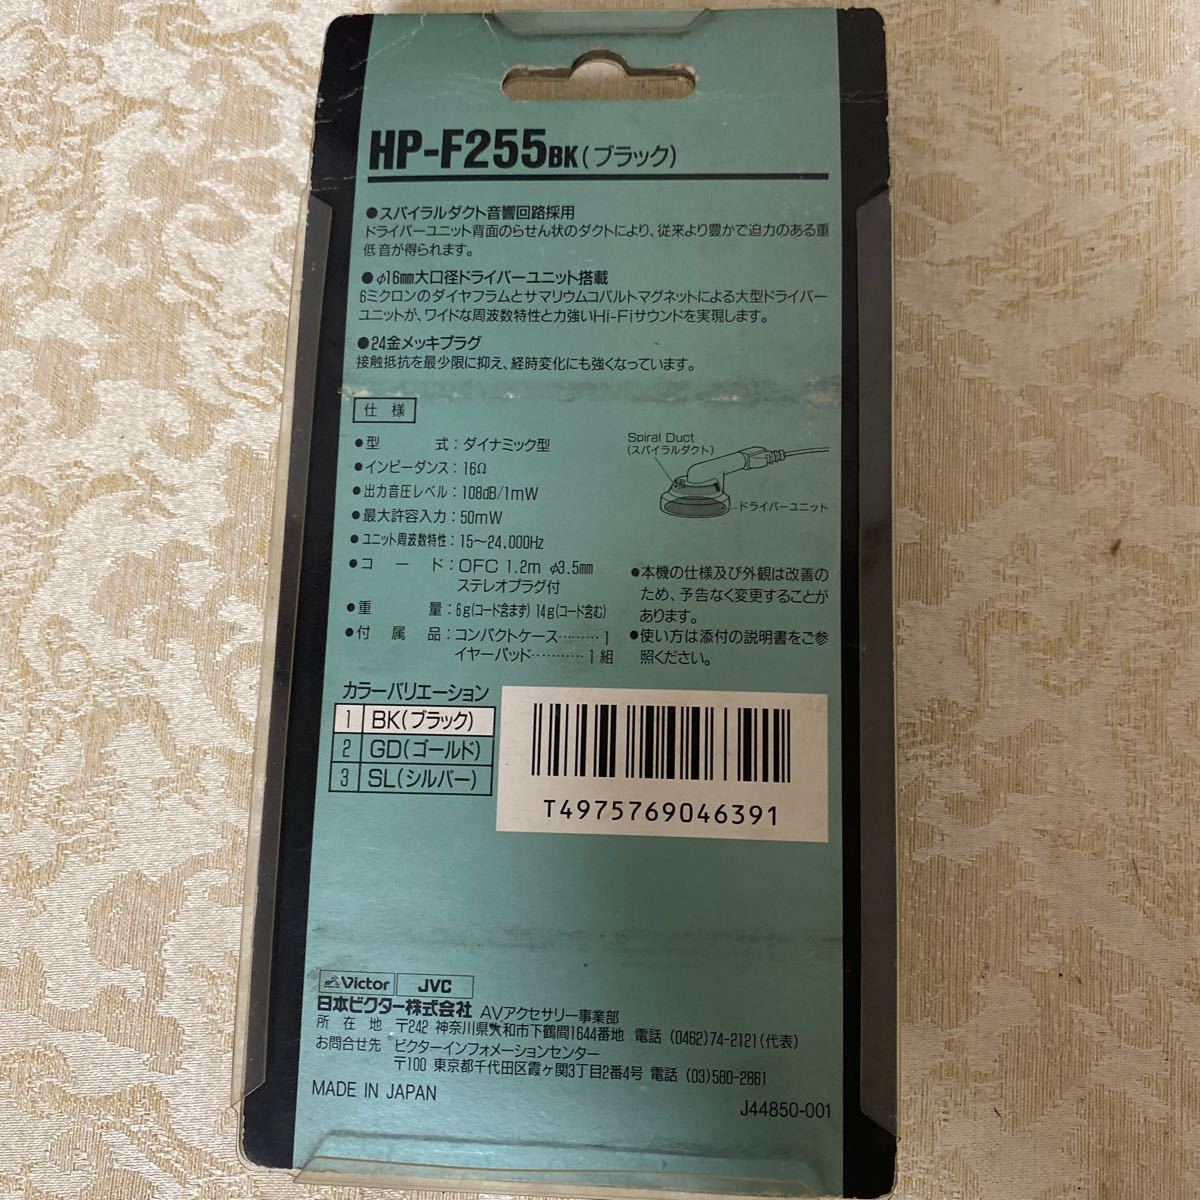 HP-F255BK(ブラック)
●スパイラルダクト音響回路採用
ドライバーユニット背面のらせん状のダクトにより、従来より豊かで迫力のある重
低音が得られます。
●φ16mm大口径ドライバーユニット搭載
6ミクロンのダイヤフラムとサマリウムコバルトマグネットによる大型ドライバー
ユニットが、ワイドな周波数特性と力強いHi-Fiサウンドを実現します。
●24金メッキプラグ
接触抵抗を最少限に抑え、経時変化にも強くなっています。
仕様
●型式：ダイナミック型
●インピーダンス：16Ω
●出力音圧レベル：108dB/1mW
●最大許容入力：50mW
●ユニット周波数特性：15〜24,000Hz
●コード：OFC 1.2m φ3.5mm
ステレオプラグ付
●重量：6g(コード含まず) 14g(コード含む)
●付属品：コンパクトケース………1
イヤーパッド…………1組
Spiral Duct
(スパイラルダクト)
ドライバーユニット
●本機の仕様及び外観は改善の
ため、予告なく変更することが
あります。
●使い方は添付の説明書をご参
照ください。
カラーバリエーション
1 BK(ブラック)
2 GD(ゴールド)
3 SL(シルバー)
T4975769046391
Victor JVC
日本ビクター株式会社 AVアクセサリー事業部
所在地 〒242 神奈川県大和市下鶴間1644番地 電話 (0462)74-2121(代表)
お問合せ先 ビクターインフォメーションセンター
〒100 東京都千代田区霞ヶ関3丁目2番4号 電話 (03)580-2861
MADE IN JAPAN
J44850-001